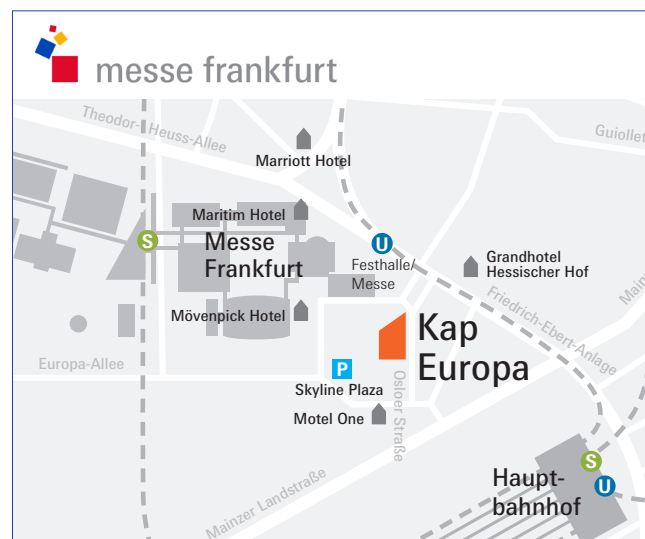 messe frankfurt
Theodor- Heuss-Allee
Guiollet
Marriott Hotel
Maritim Hotel
S
Messe
Frankfurt
U
Festhalle/
Messe
Grandhotel
Hessischer Hof
Mainz
Friedrich-Ebert-Anlage
Mövenpick Hotel
Kap
Europa
Europa-Allee
P
Skyline Plaza
Osloer Straße
Motel One
Mainzer Landstraße
Haupt-
bahnhof
S
U